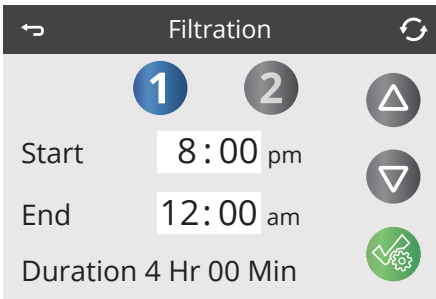 Filtration
1 2
Start 8:00 pm
End 12:00 am
Duration 4 Hr 00 Min